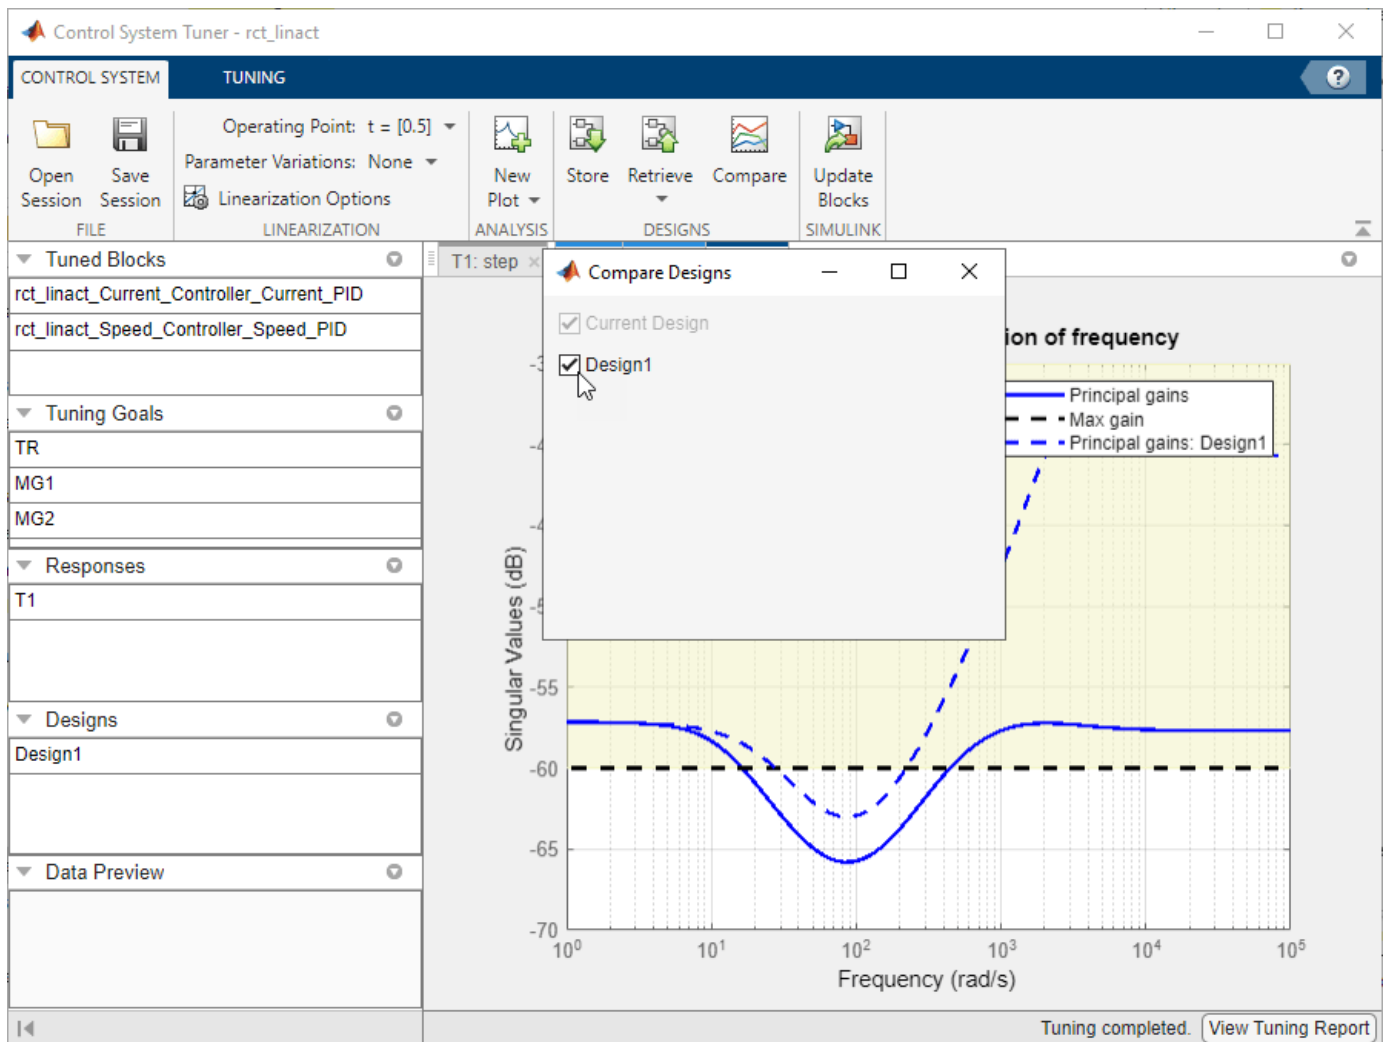 Control System Tuner - rct_linact
CONTROL SYSTEM
TUNING
?
Operating Point: t = [0.5]
Parameter Variations: None
Linearization Options
Open Session
Save Session
New Plot
Store
Retrieve
Compare
Update Blocks
FILE
LINEARIZATION
ANALYSIS
DESIGNS
SIMULINK
Tuned Blocks
rct_linact_Current_Controller_Current_PID
rct_linact_Speed_Controller_Speed_PID
Tuning Goals
TR
MG1
MG2
Responses
T1
Designs
Design1
Data Preview
T1: step
Compare Designs
Current Design
Design1
ion of frequency
Principal gains
Max gain
Principal gains: Design1
Singular Values (dB)
-55
-60
-65
-70
10⁰
10¹
10²
10³
10⁴
10⁵
Frequency (rad/s)
Tuning completed.
View Tuning Report